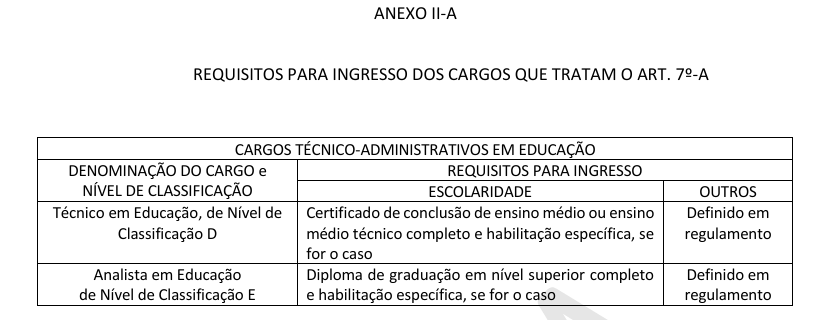 ANEXO II-A
REQUISITOS PARA INGRESSO DOS CARGOS QUE TRATAM O ART. 7º-A
CARGOS TÉCNICO-ADMINISTRATIVOS EM EDUCAÇÃO
DENOMINAÇÃO DO CARGO e
NÍVEL DE CLASSIFICAÇÃO
REQUISITOS PARA INGRESSO
ESCOLARIDADE
OUTROS
Técnico em Educação, de Nível de
Classificação D
Certificado de conclusão de ensino médio ou ensino
médio técnico completo e habilitação específica, se
for o caso
Definido em
regulamento
Analista em Educação
de Nível de Classificação E
Diploma de graduação em nível superior completo
e habilitação específica, se for o caso
Definido em
regulamento